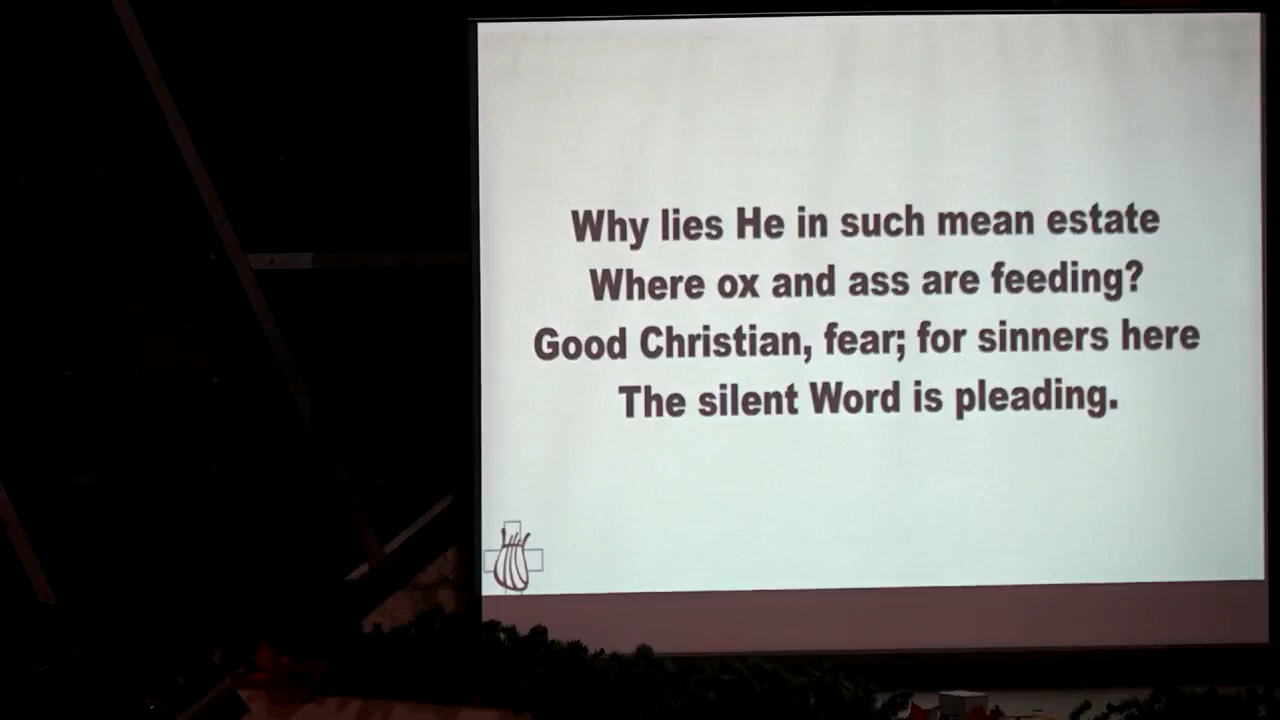 Why lies He in such mean estate
Where ox and ass are feeding?
Good Christian, fear; for sinners here
The silent Word is pleading.